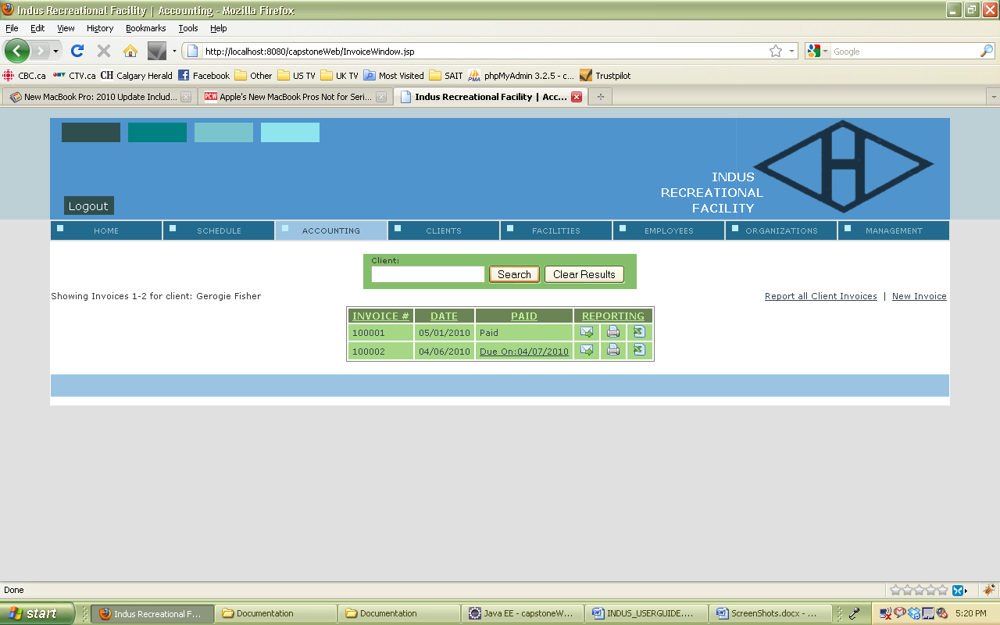 Indus Recreational Facility | Accounting - Mozilla Firefox
File Edit View History Bookmarks Tools Help
http://localhost:8080/capstoneWeb/InvoiceWindow.jsp Google
CBC.ca CTV.ca CH Calgary Herald Facebook Other US TV UK TV Most Visited SAIT PMA phpMyAdmin 3.2.5 - c... Trustpilot
New MacBook Pro: 2010 Update Includ... PCW Apple's New MacBook Pros Not for Seri... Indus Recreational Facility | Acc...
INDUS
RECREATIONAL
FACILITY
Logout
HOME SCHEDULE ACCOUNTING CLIENTS FACILITIES EMPLOYEES ORGANIZATIONS MANAGEMENT
Client:
Search Clear Results
Showing Invoices 1-2 for client: Gerogie Fisher Report all Client Invoices | New Invoice
INVOICE # DATE PAID REPORTING
100001 05/01/2010 Paid
100002 04/06/2010 Due On:04/07/2010
Done
start Indus Recreational F... Documentation Documentation Java EE - capstoneW... INDUS_USERGUIDE.... ScreenShots.docx - ... 5:20 PM